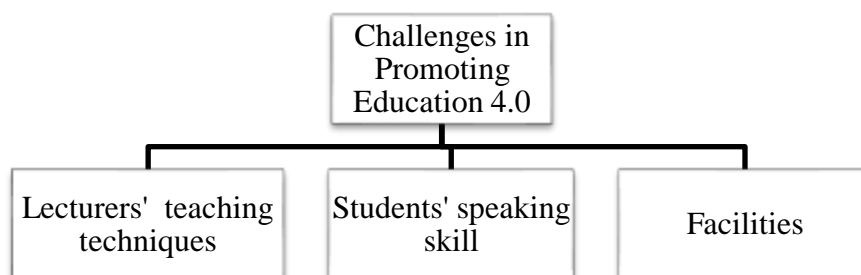 Challenges in
Promoting
Education 4.0
Lecturers' teaching
techniques
Students' speaking
skill
Facilities